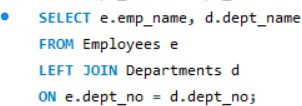 SELECT e.emp_name, d.dept_name
FROM Employees e
LEFT JOIN Departments d
ON e.dept_no = d.dept_no;